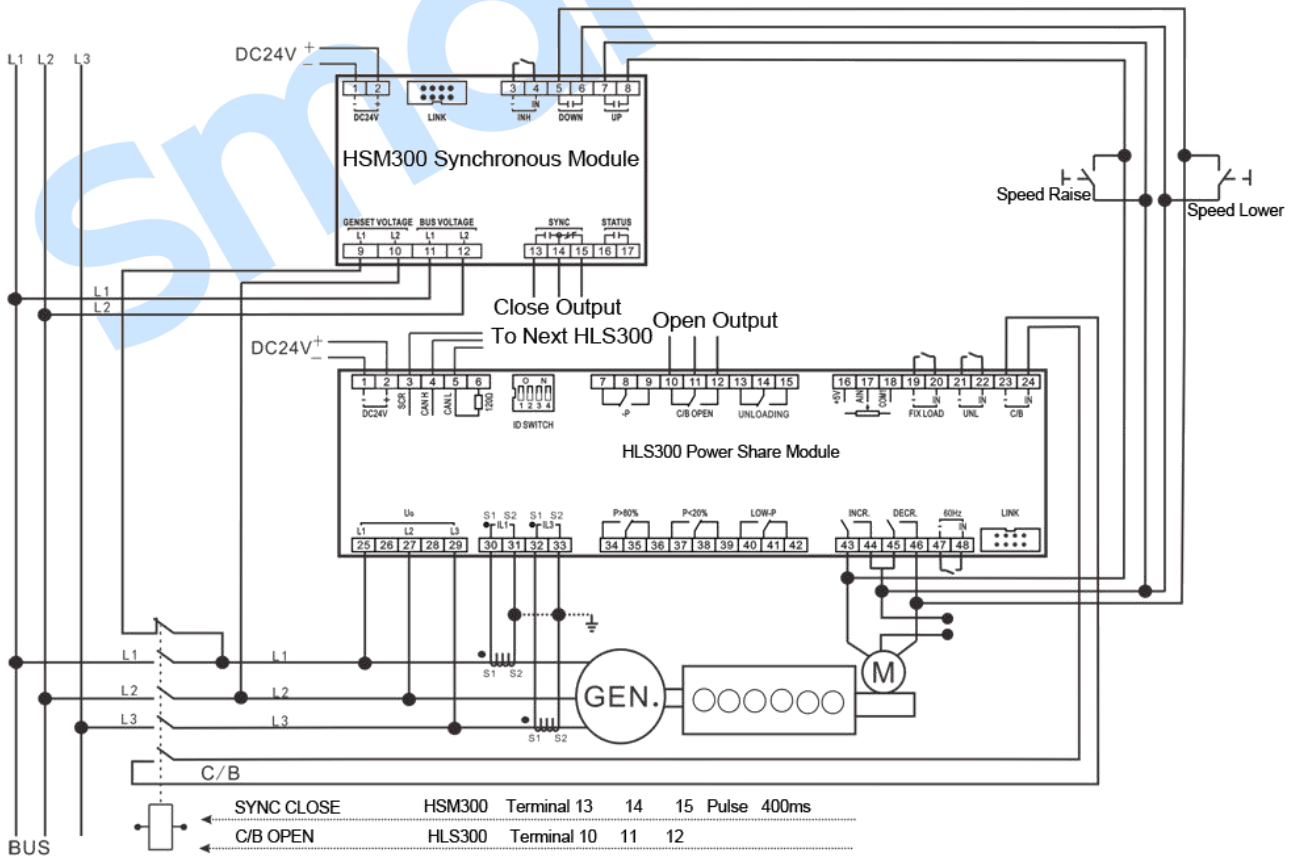 L1 L2 L3
DC24V + −
1 2
- +
DC24V
LINK
3 4 5 6 7 8
- IN
INH DOWN UP
HSM300 Synchronous Module
GENSET VOLTAGE BUS VOLTAGE
L1 L2 L1 L2
9 10 11 12
SYNC STATUS
13 14 15 16 17
Speed Raise
Speed Lower
L1
L2
Close Output
To Next HLS300
Open Output
DC24V + −
1 2 3 4 5 6
- +
DC24V
SCR
CAN H
CAN L
120Ω
O N
1 2 3 4
ID SWITCH
7 8 9 10 11 12 13 14 15
-P C/B OPEN UNLOADING
16 17 18 19 20 21 22 23 24
+5V
AIN
COM1
- IN - IN - IN
FIX LOAD UNL C/B
HLS300 Power Share Module
UG
L1 L2 L3
25 26 27 28 29
S1 S2 S1 S2
IL1 IL3
30 31 32 33
P>80% P<20% LOW-P
34 35 36 37 38 39 40 41 42
INCR. DECR. 60Hz
- IN
43 44 45 46 47 48
LINK
L1 L1
S1 S2
L2 L2
L3 L3
S1 S2
GEN.
M
C/B
SYNC CLOSE HSM300 Terminal 13 14 15 Pulse 400ms
C/B OPEN HLS300 Terminal 10 11 12
BUS